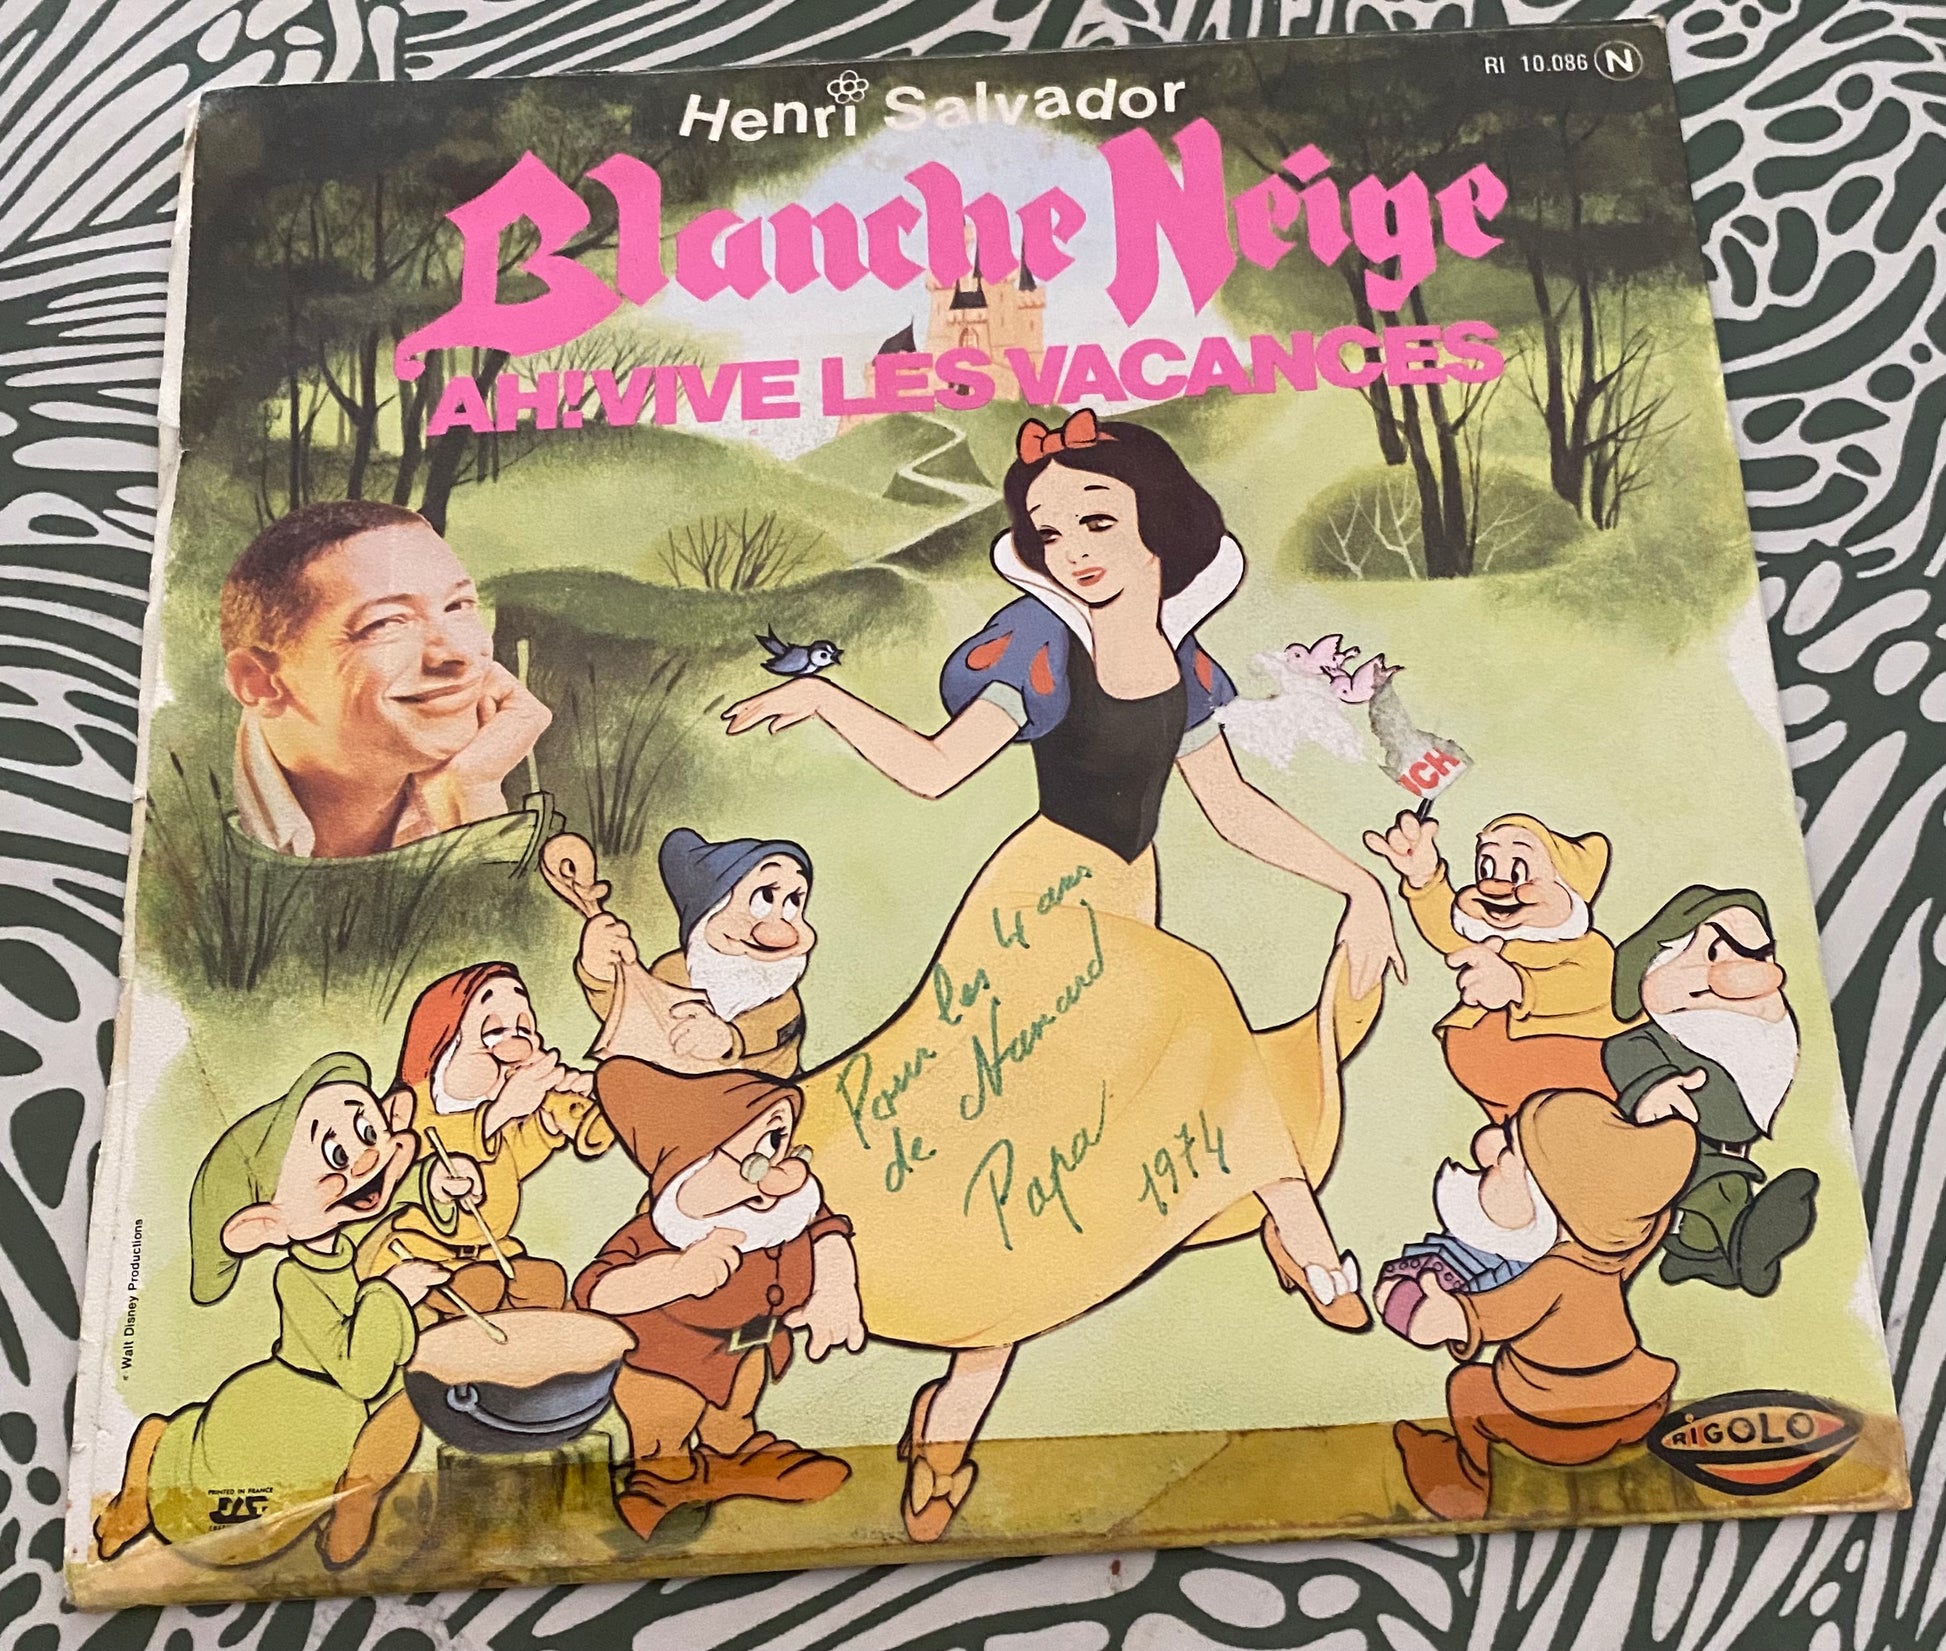 RI 10.086 N
Henri Salvador
Blanche Neige
AH! VIVE LES VACANCES
ICH
Pour les 4 ans
de Nanard
Papa 1974
© Walt Disney Productions
PRINTED IN FRANCE
RIGOLO